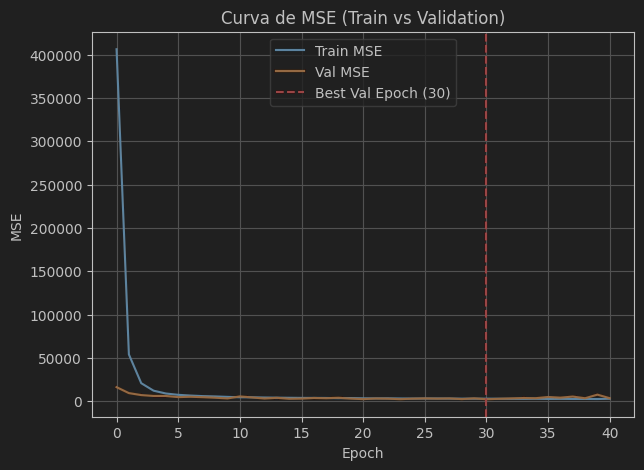 Curva de MSE (Train vs Validation)
Train MSE
Val MSE
Best Val Epoch (30)
400000
350000
300000
250000
200000
150000
100000
50000
0
MSE
0 5 10 15 20 25 30 35 40
Epoch